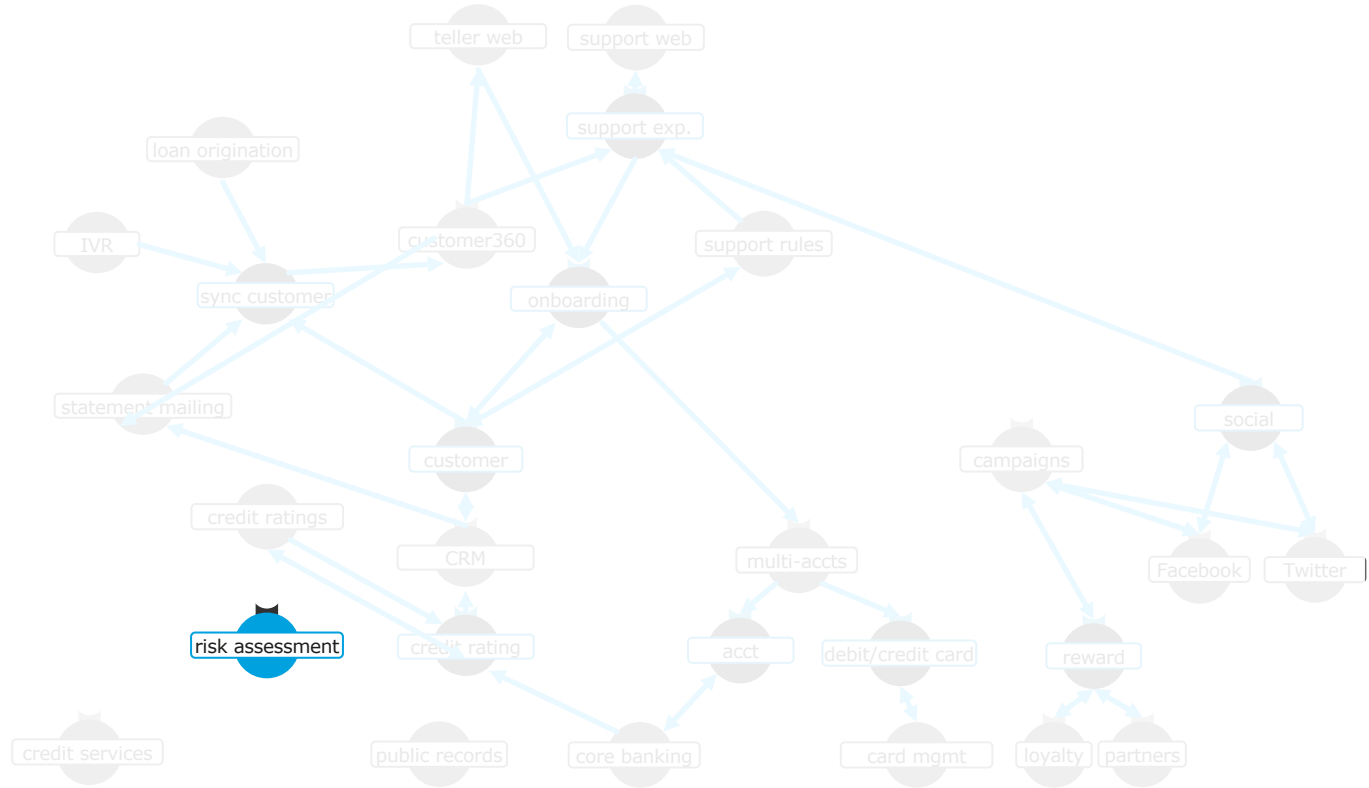 teller web
support web
support exp.
loan origination
IVR
customer360
support rules
sync customer
onboarding
statement mailing
social
customer
campaigns
credit ratings
CRM
multi-accts
Facebook
Twitter
risk assessment
credit rating
acct
debit/credit card
reward
credit services
public records
core banking
card mgmt
loyalty
partners